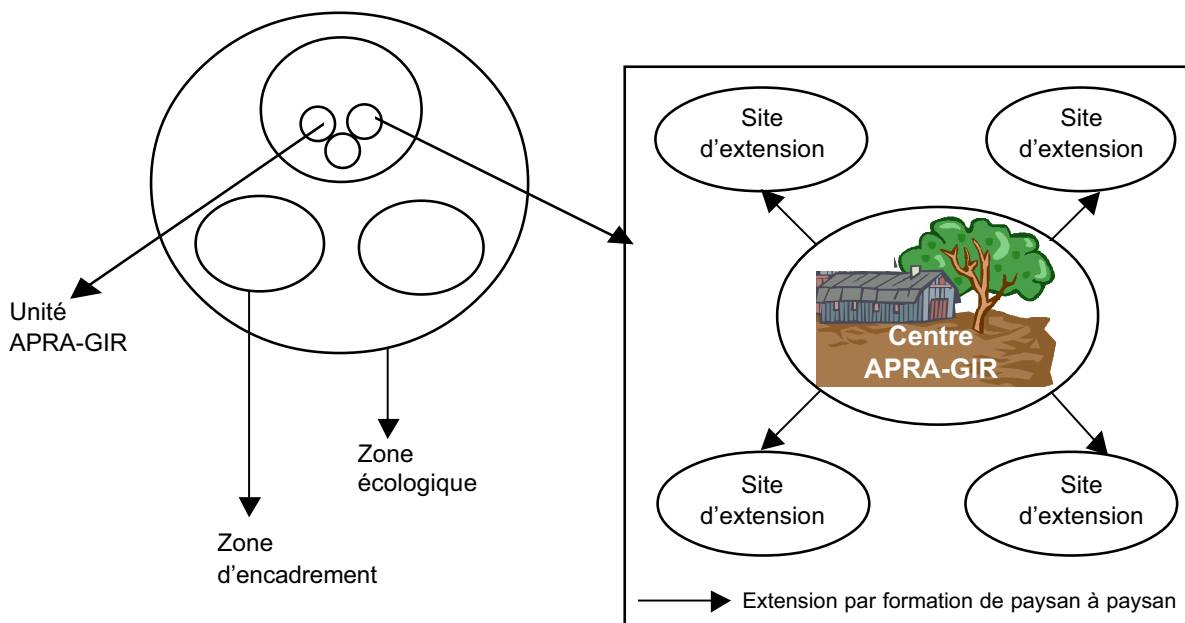 Unité
APRA-GIR
Zone
écologique
Zone
d’encadrement
Site
d’extension
Site
d’extension
Centre
APRA-GIR
Site
d’extension
Site
d’extension
Extension par formation de paysan à paysan